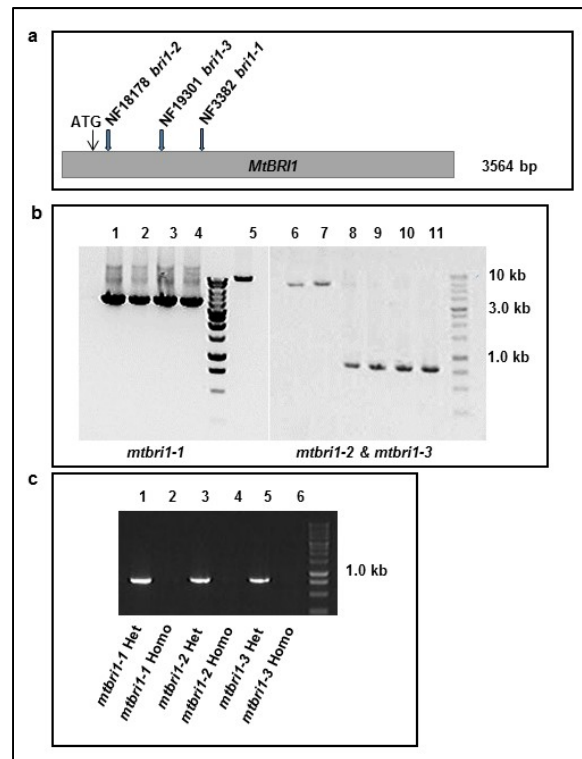 a
NF18178 bri1-2
NF19301 bri1-3
NF3382 bri1-1
ATG
MtBRI1
3564 bp
b
1 2 3 4 5 6 7 8 9 10 11
10 kb
3.0 kb
1.0 kb
mtbri1-1
mtbri1-2 & mtbri1-3
c
1 2 3 4 5 6
1.0 kb
mtbri1-1 Het
mtbri1-1 Homo
mtbri1-2 Het
mtbri1-2 Homo
mtbri1-3 Het
mtbri1-3 Homo